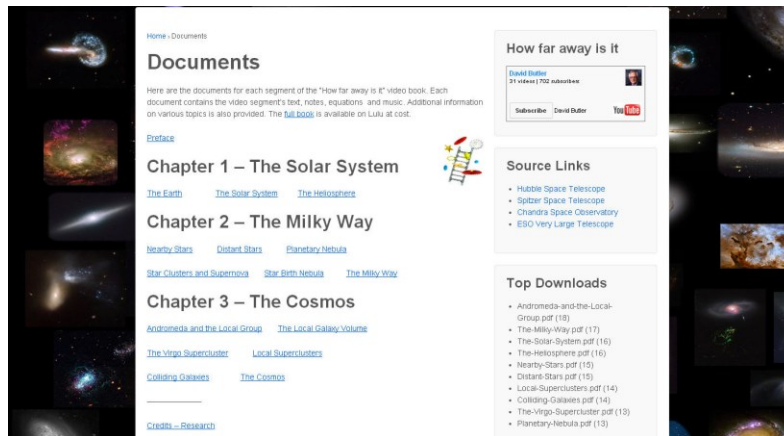 Home › Documents
Documents
Here are the documents for each segment of the "How far away is it" video book. Each
document contains the video segment's text, notes, equations and music. Additional information
on various topics is also provided. The full book is available on Lulu at cost.
Preface
Chapter 1 – The Solar System
The Earth The Solar System The Heliosphere
Chapter 2 – The Milky Way
Nearby Stars Distant Stars Planetary Nebula
Star Clusters and Supernova Star Birth Nebula The Milky Way
Chapter 3 – The Cosmos
Andromeda and the Local Group The Local Galaxy Volume
The Virgo Supercluster Local Superclusters
Colliding Galaxies The Cosmos
Credits – Research
How far away is it
David Butler
31 videos | 702 subscribers
Subscribe David Butler YouTube
Source Links
Hubble Space Telescope
Spitzer Space Telescope
Chandra Space Observatory
ESO Very Large Telescope
Top Downloads
Andromeda-and-the-Local-
Group.pdf (18)
The-Milky-Way.pdf (17)
The-Solar-System.pdf (16)
The-Heliosphere.pdf (16)
Nearby-Stars.pdf (15)
Distant-Stars.pdf (15)
Local-Superclusters.pdf (14)
Colliding-Galaxies.pdf (14)
The-Virgo-Supercluster.pdf (13)
Planetary-Nebula.pdf (13)